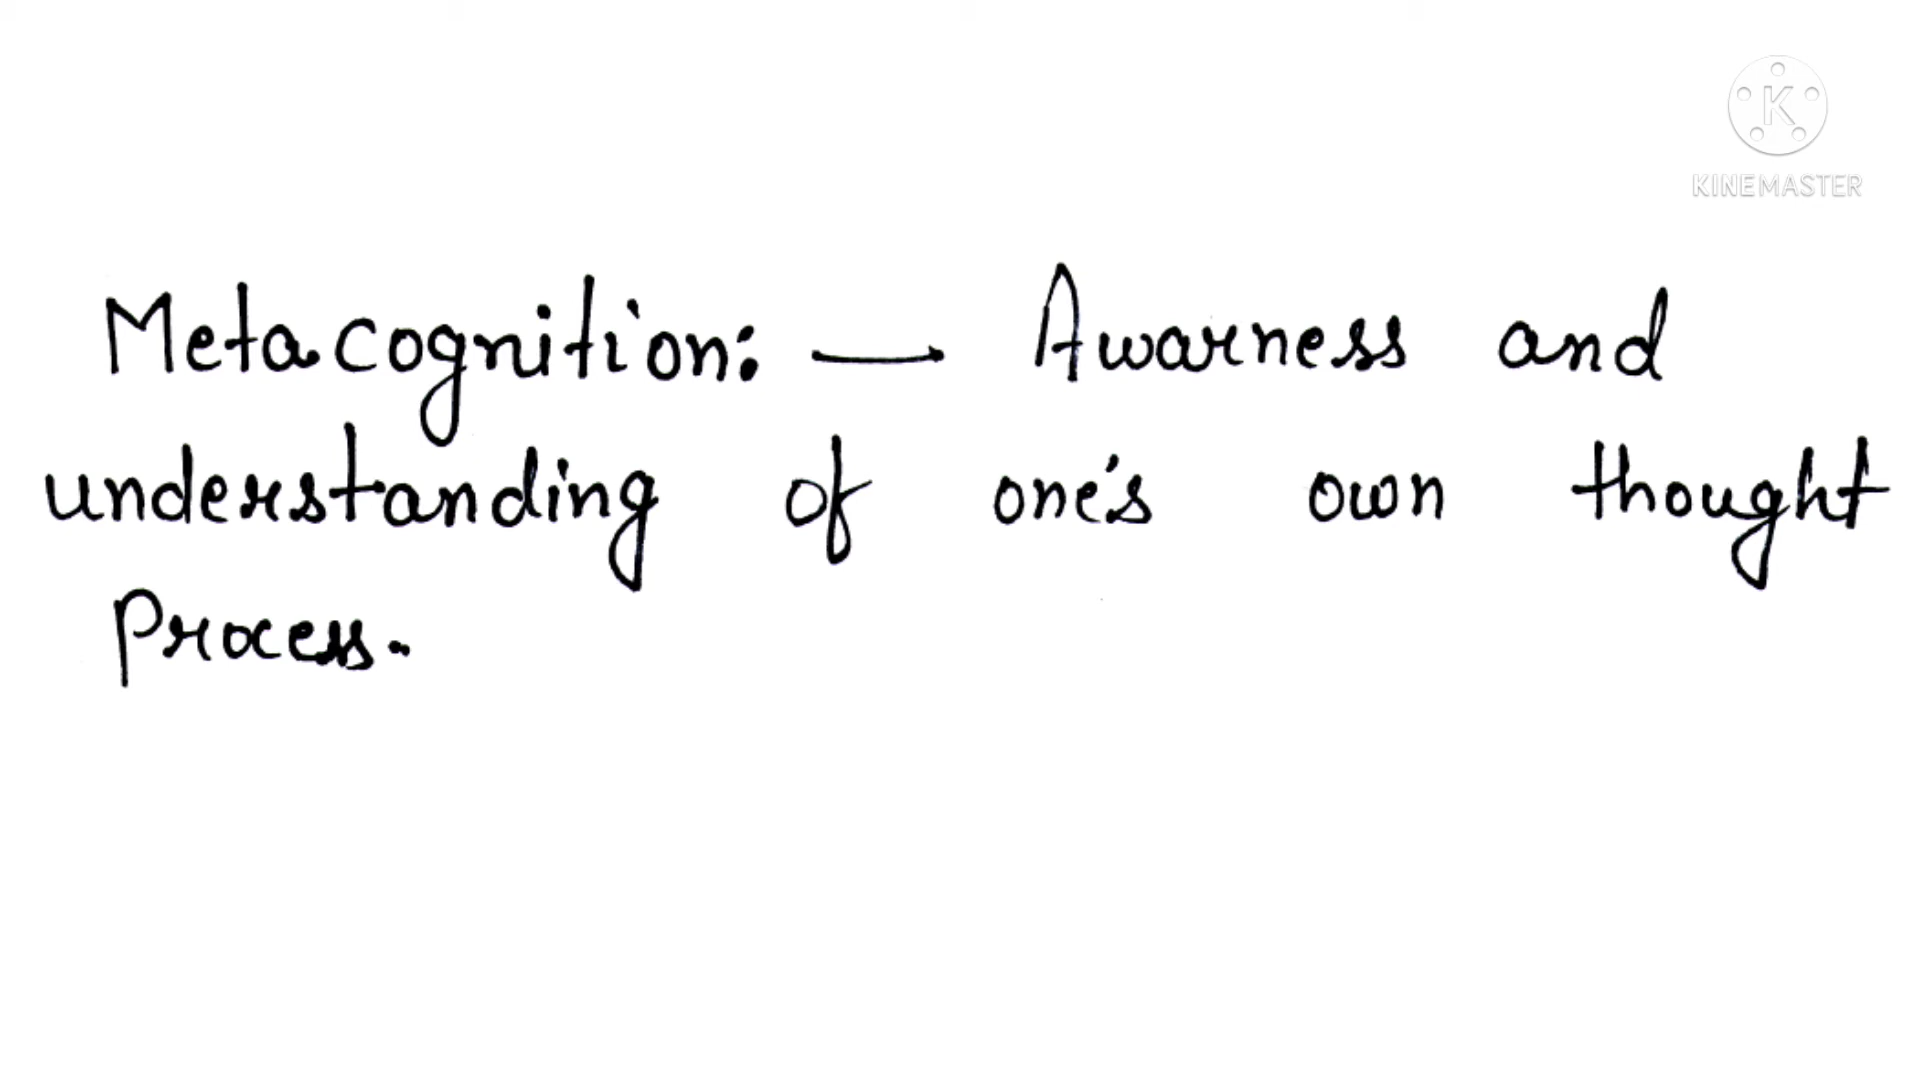 K
KINEMASTER
Metacognition: — Awarness and
understanding of one's own thought
Process.